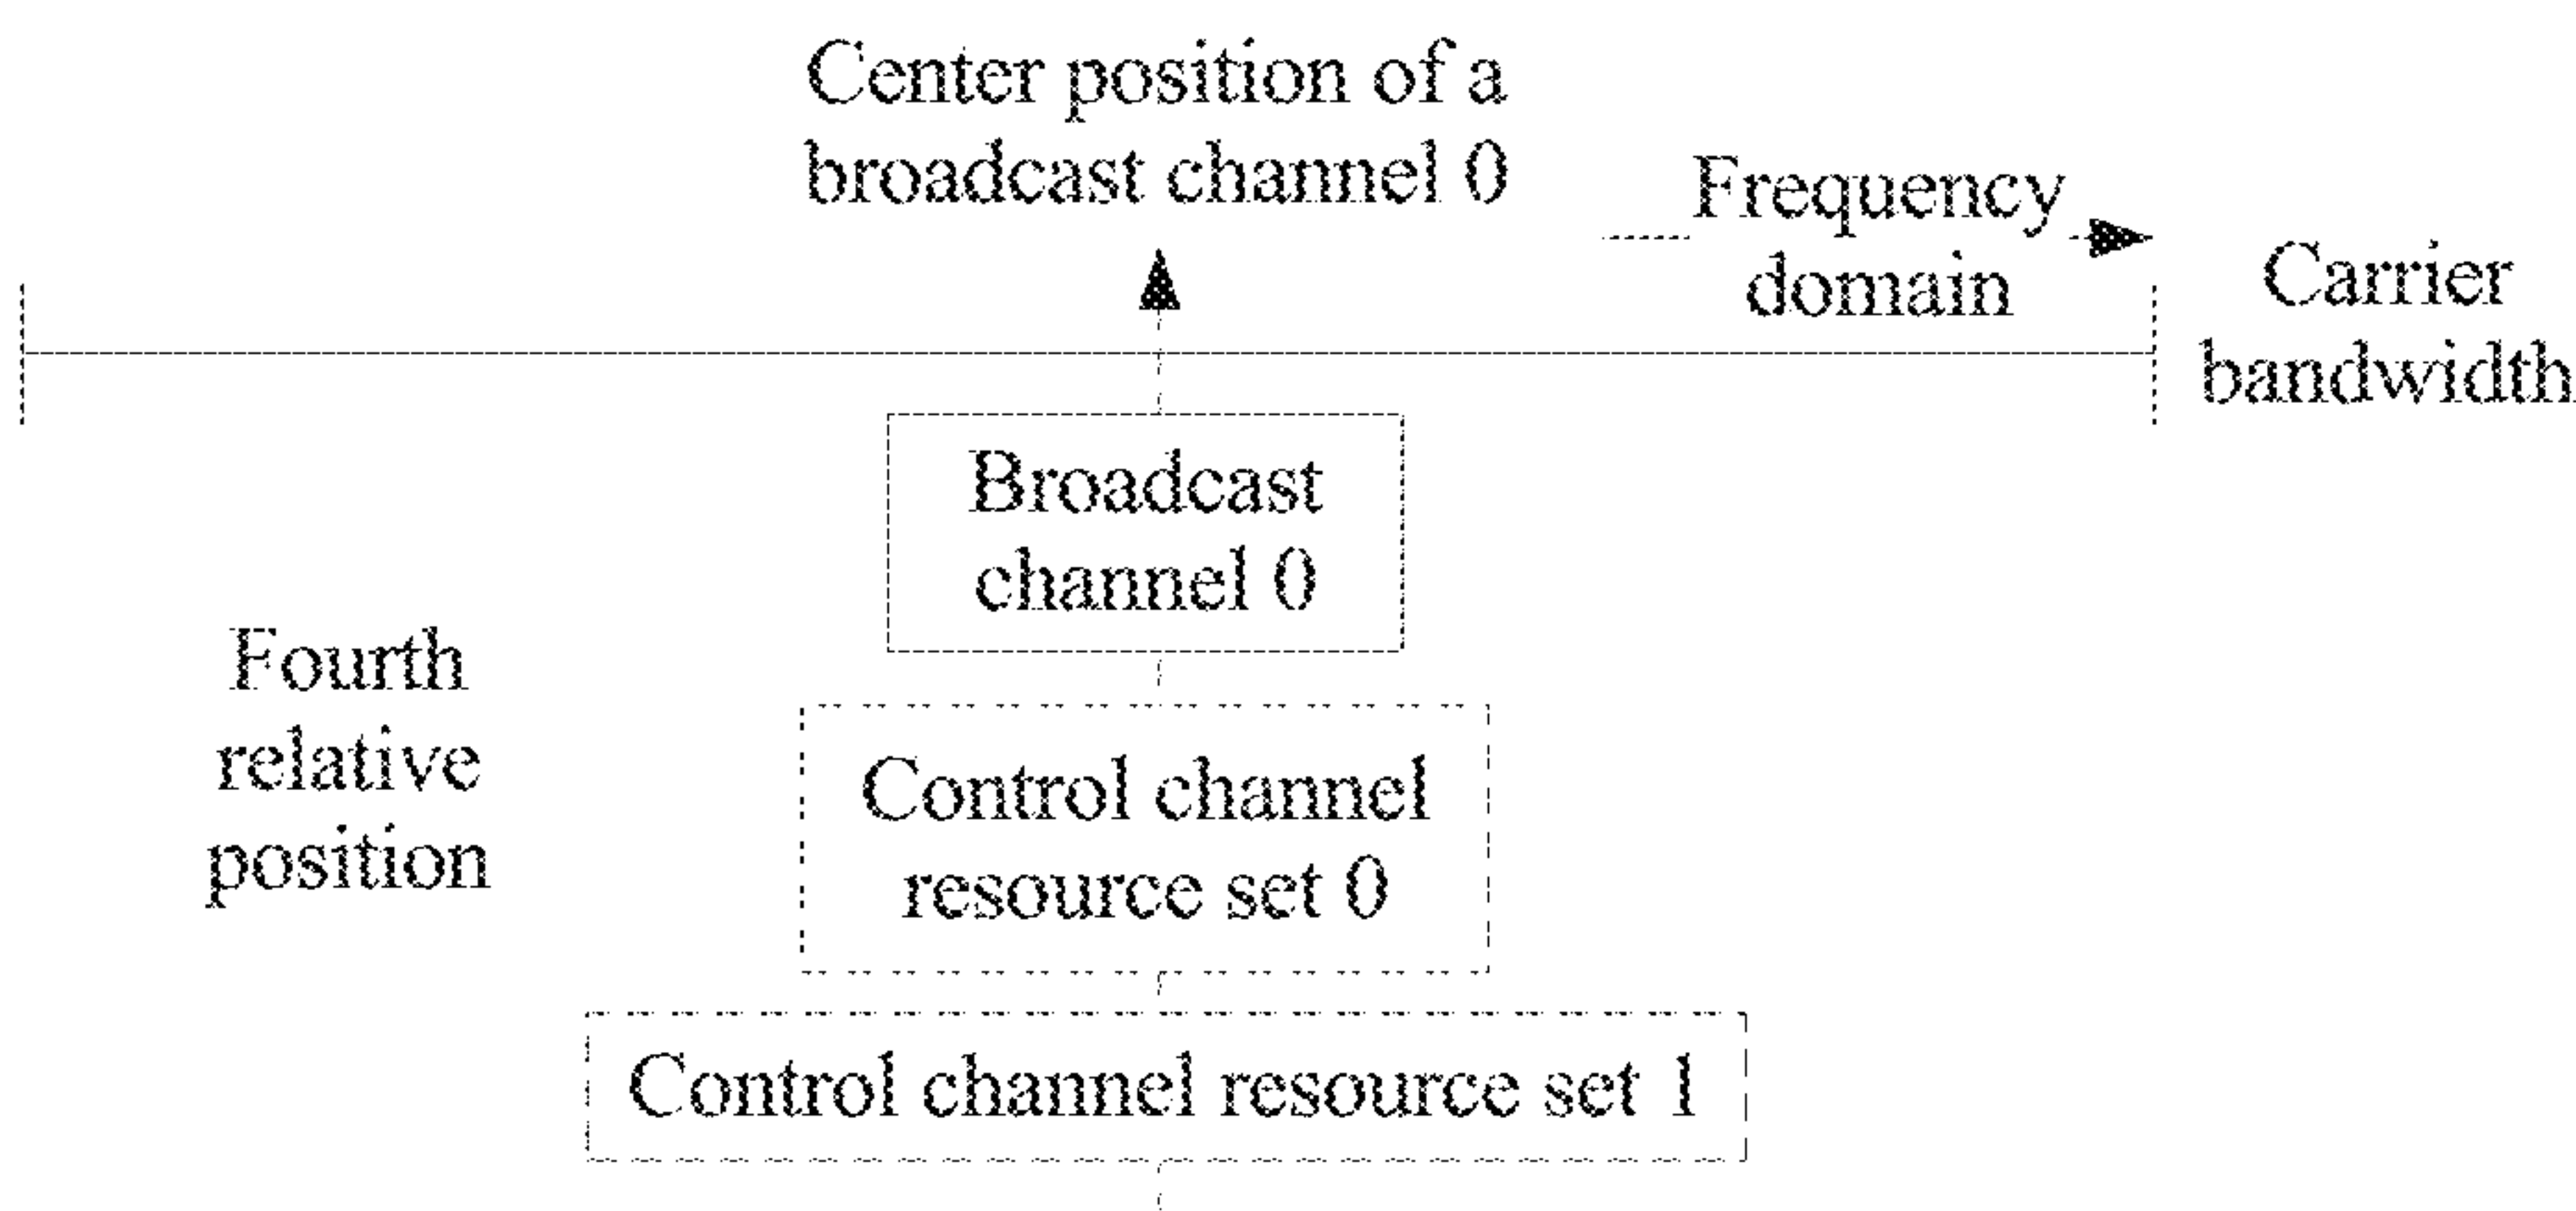 Center position of a
broadcast channel 0
Frequency
domain
Carrier
bandwidth
Broadcast
channel 0
Fourth
relative
position
Control channel
resource set 0
Control channel resource set 1